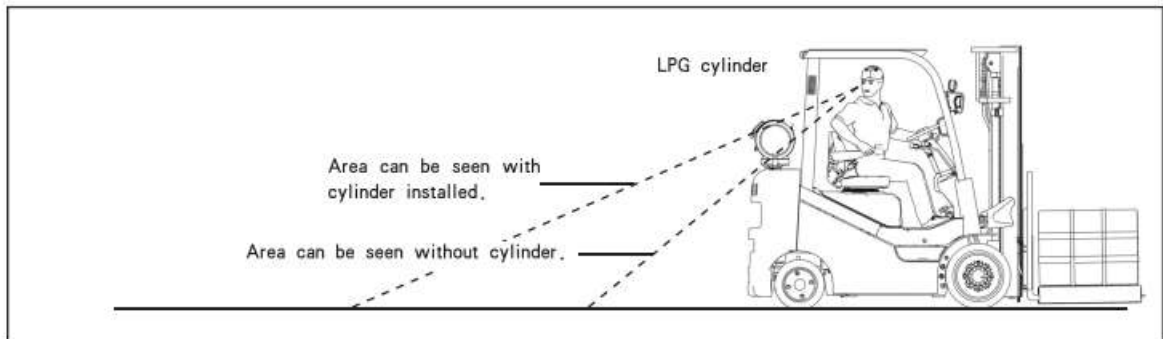 LPG cylinder
Area can be seen with
cylinder installed.
Area can be seen without cylinder.